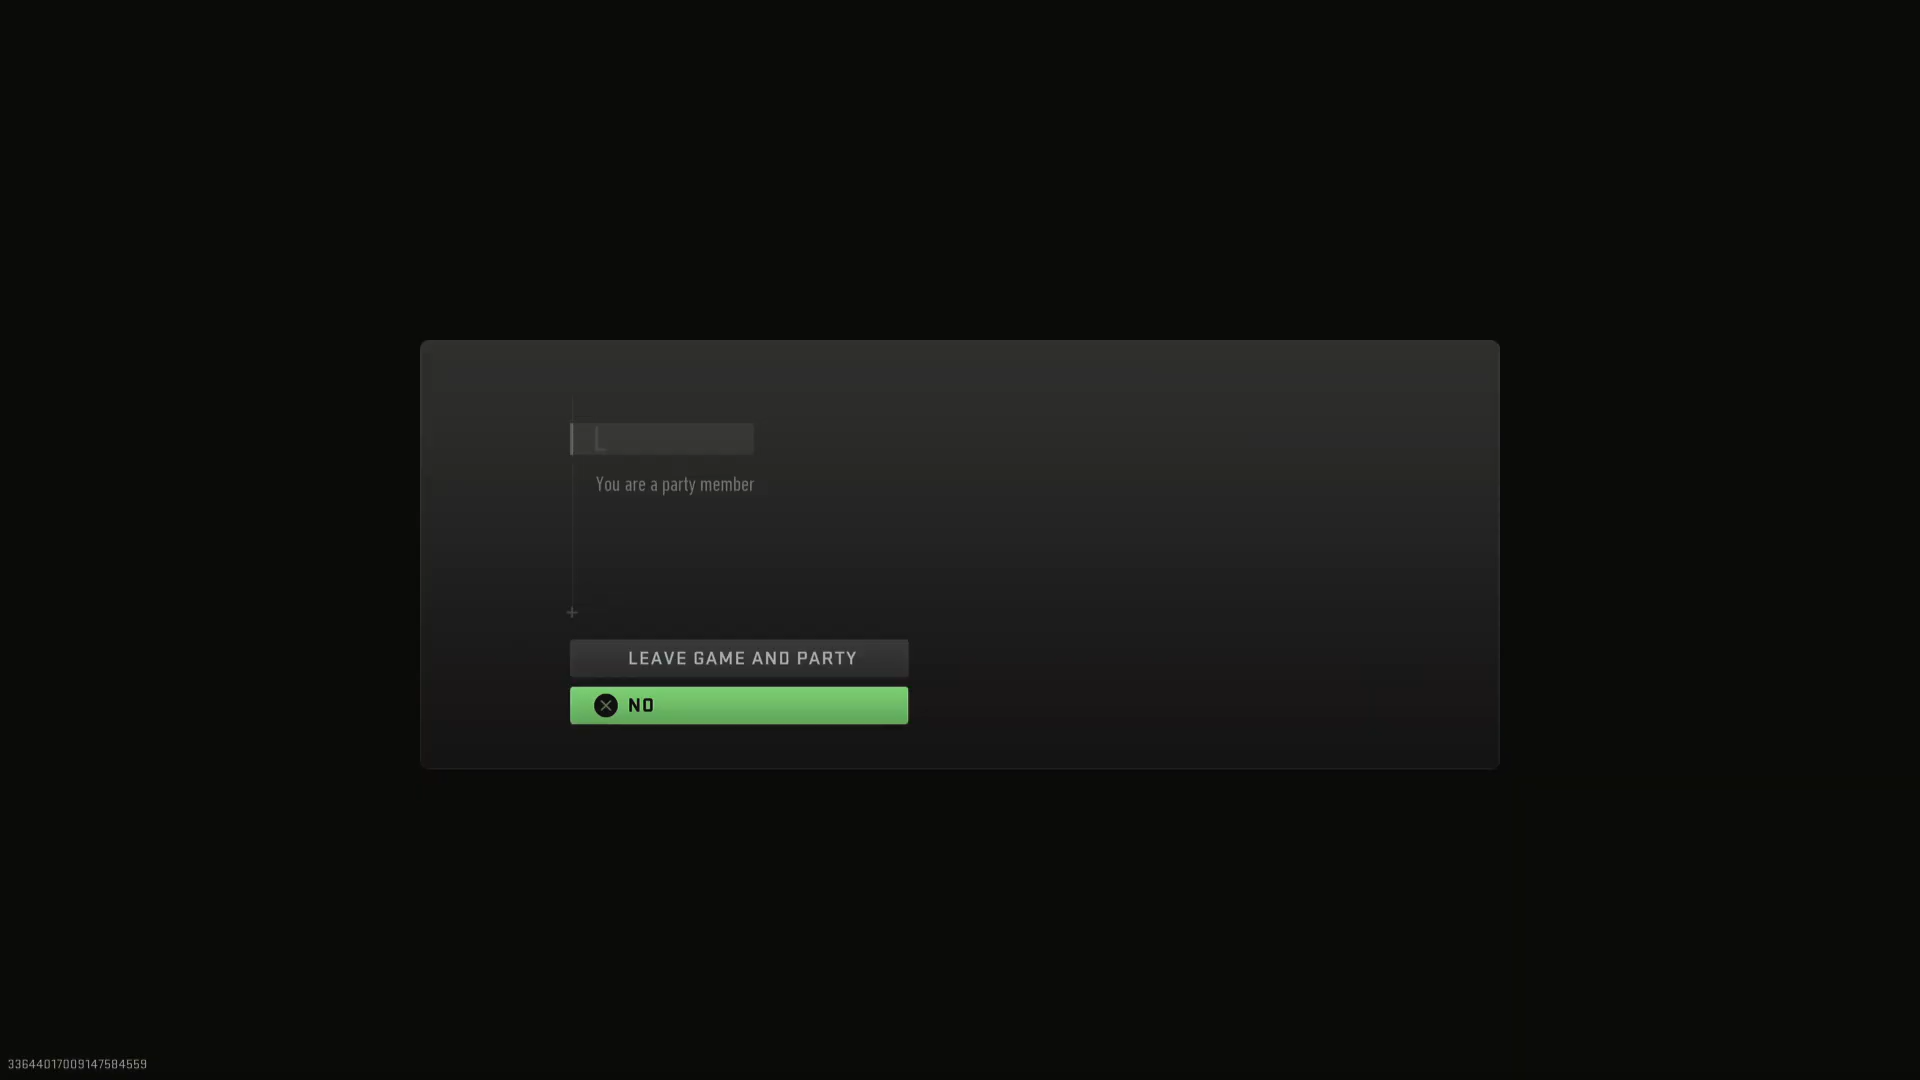 L
You are a party member
LEAVE GAME AND PARTY
NO
33644017009147584559